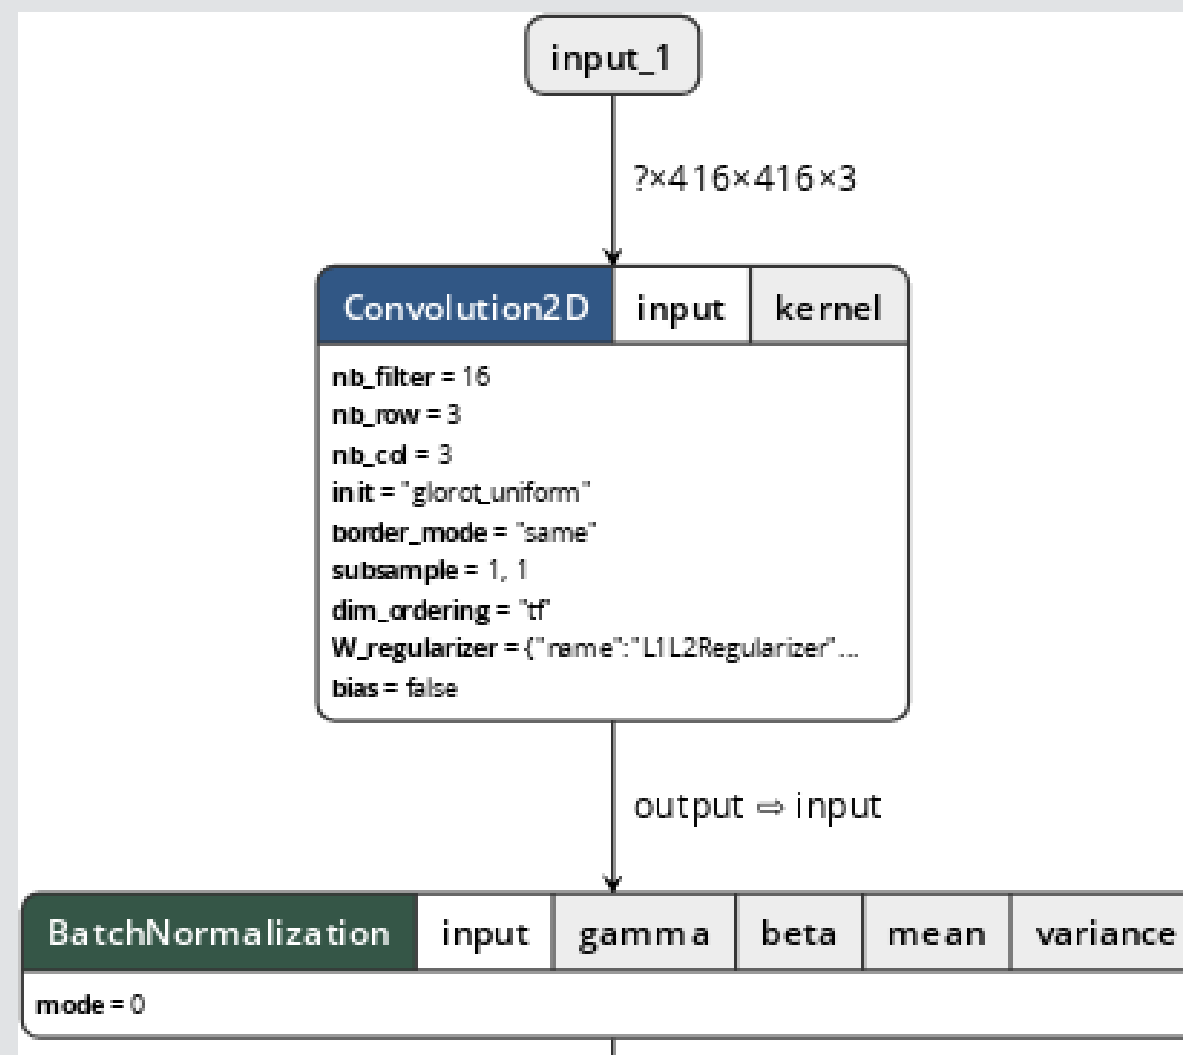 input_1
?×416×416×3
Convolution2D input kernel
nb_filter = 16
nb_row = 3
nb_col = 3
init = "glorot_uniform"
border_mode = "same"
subsample = 1, 1
dim_ordering = "tf"
W_regularizer = {"name":"L1L2Regularizer"...
bias = false
output ⇨ input
BatchNormalization input gamma beta mean variance
mode = 0